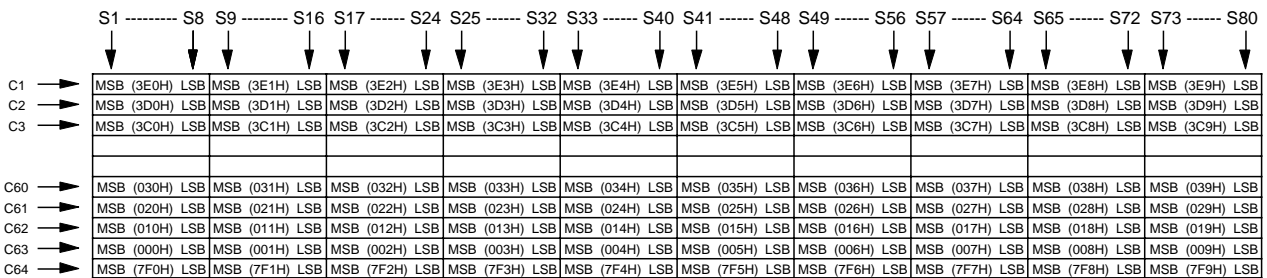 S1 --------- S8 S9 -------- S16 S17 ------ S24 S25 ------ S32 S33 ------ S40 S41 ------ S48 S49 ------ S56 S57 ------ S64 S65 ------ S72 S73 ------ S80
C1 MSB (3E0H) LSB MSB (3E1H) LSB MSB (3E2H) LSB MSB (3E3H) LSB MSB (3E4H) LSB MSB (3E5H) LSB MSB (3E6H) LSB MSB (3E7H) LSB MSB (3E8H) LSB MSB (3E9H) LSB
C2 MSB (3D0H) LSB MSB (3D1H) LSB MSB (3D2H) LSB MSB (3D3H) LSB MSB (3D4H) LSB MSB (3D5H) LSB MSB (3D6H) LSB MSB (3D7H) LSB MSB (3D8H) LSB MSB (3D9H) LSB
C3 MSB (3C0H) LSB MSB (3C1H) LSB MSB (3C2H) LSB MSB (3C3H) LSB MSB (3C4H) LSB MSB (3C5H) LSB MSB (3C6H) LSB MSB (3C7H) LSB MSB (3C8H) LSB MSB (3C9H) LSB
C60 MSB (030H) LSB MSB (031H) LSB MSB (032H) LSB MSB (033H) LSB MSB (034H) LSB MSB (035H) LSB MSB (036H) LSB MSB (037H) LSB MSB (038H) LSB MSB (039H) LSB
C61 MSB (020H) LSB MSB (021H) LSB MSB (022H) LSB MSB (023H) LSB MSB (024H) LSB MSB (025H) LSB MSB (026H) LSB MSB (027H) LSB MSB (028H) LSB MSB (029H) LSB
C62 MSB (010H) LSB MSB (011H) LSB MSB (012H) LSB MSB (013H) LSB MSB (014H) LSB MSB (015H) LSB MSB (016H) LSB MSB (017H) LSB MSB (018H) LSB MSB (019H) LSB
C63 MSB (000H) LSB MSB (001H) LSB MSB (002H) LSB MSB (003H) LSB MSB (004H) LSB MSB (005H) LSB MSB (006H) LSB MSB (007H) LSB MSB (008H) LSB MSB (009H) LSB
C64 MSB (7F0H) LSB MSB (7F1H) LSB MSB (7F2H) LSB MSB (7F3H) LSB MSB (7F4H) LSB MSB (7F5H) LSB MSB (7F6H) LSB MSB (7F7H) LSB MSB (7F8H) LSB MSB (7F9H) LSB